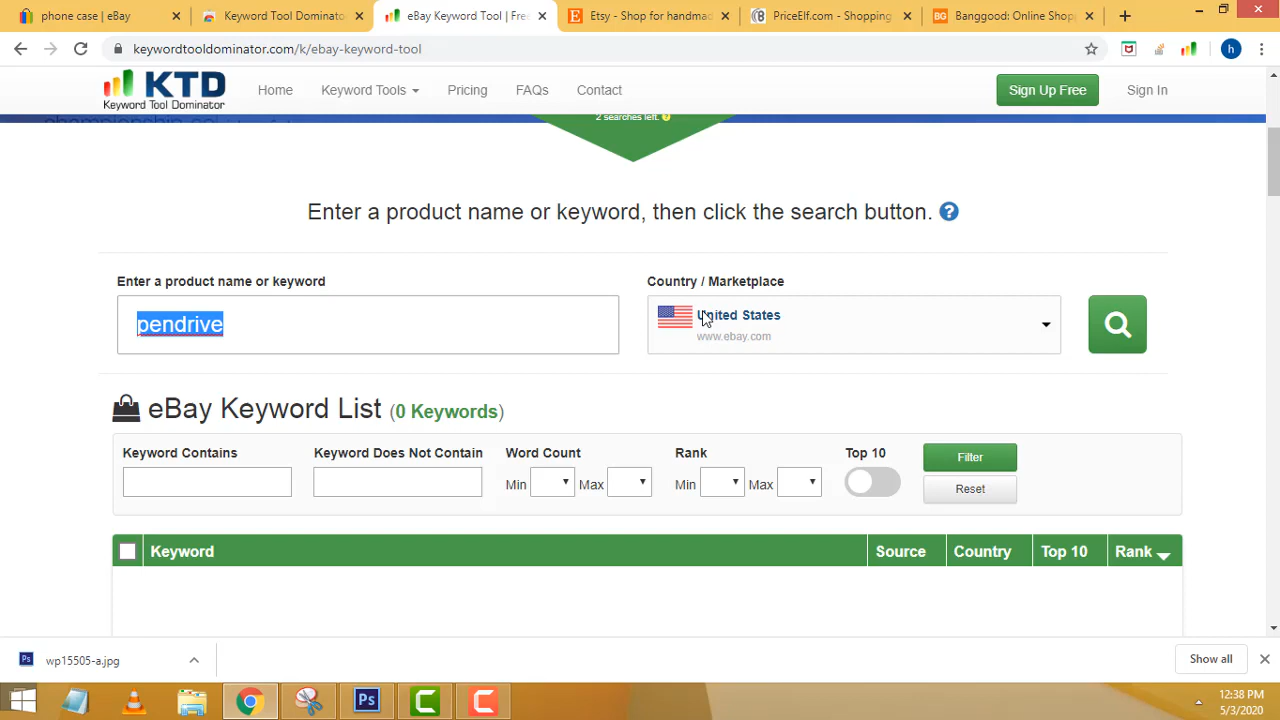 phone case | eBay
Keyword Tool Dominato
eBay Keyword Tool | Free
Etsy - Shop for handmad
PriceElf.com - Shopping
Banggood: Online Shop
keywordtooldominator.com/k/ebay-keyword-tool
h
KTD
Keyword Tool Dominator
Home
Keyword Tools
Pricing
FAQs
Contact
Sign Up Free
Sign In
2 searches left.
Enter a product name or keyword, then click the search button.
Enter a product name or keyword
Country / Marketplace
pendrive
United States
www.ebay.com
eBay Keyword List (0 Keywords)
Keyword Contains
Keyword Does Not Contain
Word Count
Rank
Top 10
Min
Max
Min
Max
Filter
Reset
Keyword
Source
Country
Top 10
Rank
Ps
wp15505-a.jpg
Show all
Ps
C
C
12:38 PM
5/3/2020